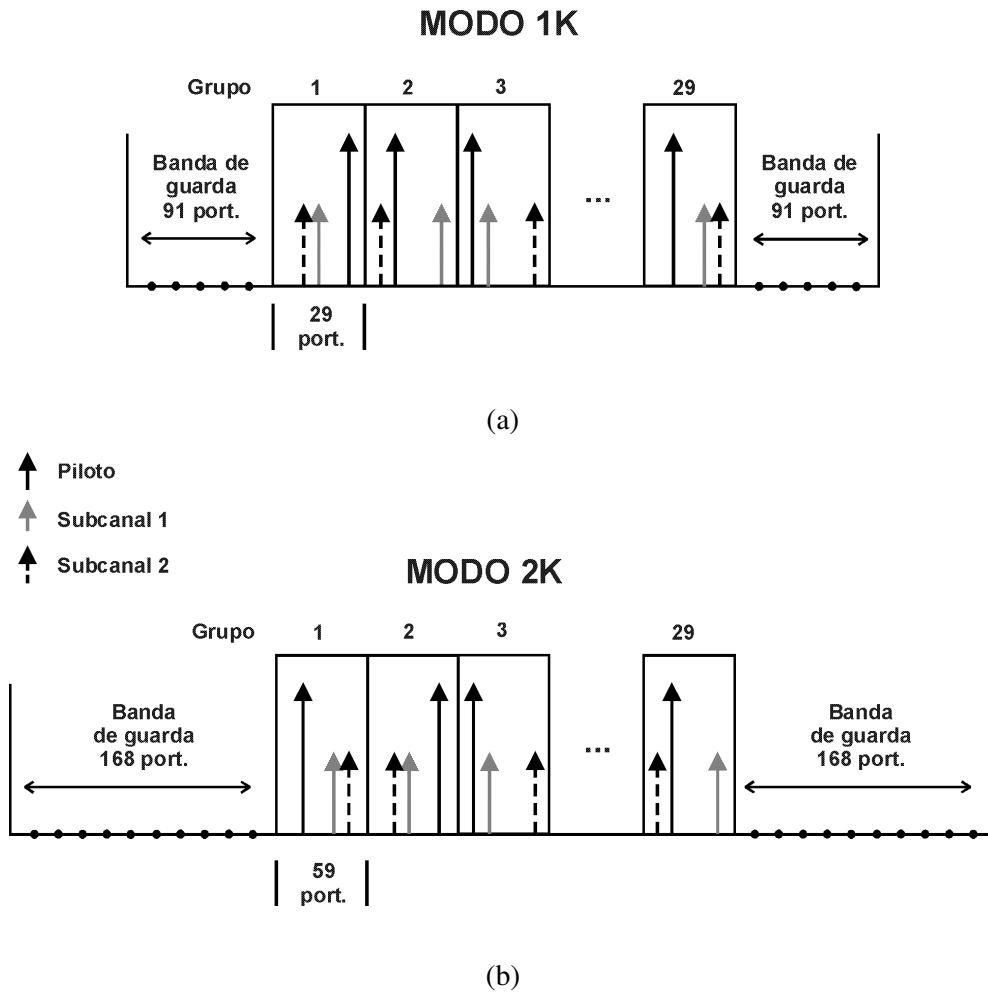 MODO 1K
Grupo 1 2 3 29
Banda de
guarda
91 port.
...
Banda de
guarda
91 port.
29
port.
(a)
Piloto
Subcanal 1
Subcanal 2
MODO 2K
Grupo 1 2 3 29
Banda
de guarda
168 port.
...
Banda
de guarda
168 port.
59
port.
(b)